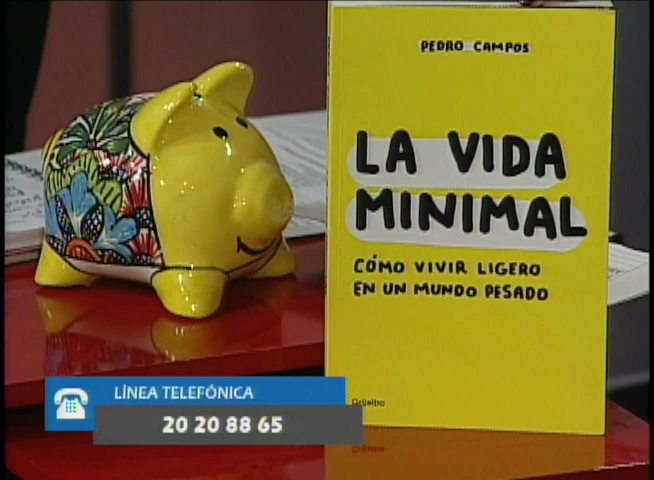 PEDRO CAMPOS
LA VIDA
MINIMAL
CÓMO VIVIR LIGERO
EN UN MUNDO PESADO
Grijalbo
LÍNEA TELEFÓNICA
20 20 88 65